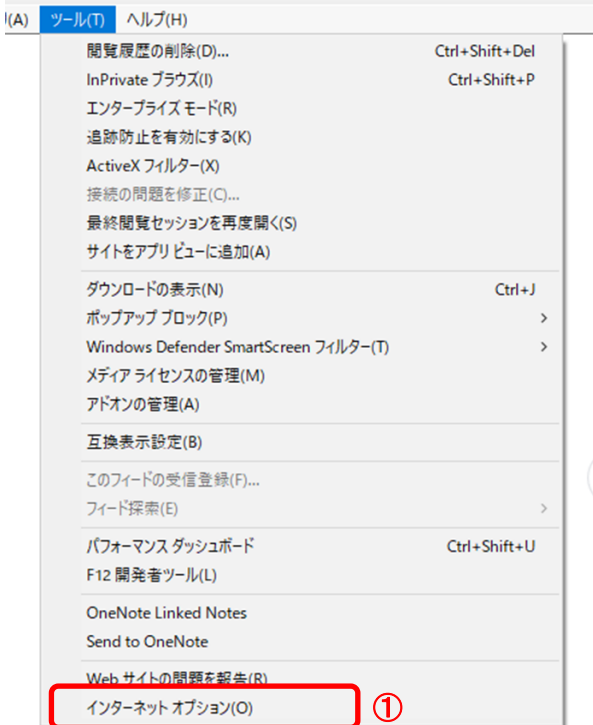 (A) ツール(T) ヘルプ(H)
閲覧履歴の削除(D)... Ctrl+Shift+Del
InPrivate ブラウズ(I) Ctrl+Shift+P
エンタープライズ モード(R)
追跡防止を有効にする(K)
ActiveX フィルター(X)
接続の問題を修正(C)...
最終閲覧セッションを再度開く(S)
サイトをアプリ ビューに追加(A)
ダウンロードの表示(N) Ctrl+J
ポップアップ ブロック(P)
Windows Defender SmartScreen フィルター(T)
メディア ライセンスの管理(M)
アドオンの管理(A)
互換表示設定(B)
このフィードの受信登録(F)...
フィード探索(E)
パフォーマンス ダッシュボード Ctrl+Shift+U
F12 開発者ツール(L)
OneNote Linked Notes
Send to OneNote
Web サイトの問題を報告(R)
インターネット オプション(O) ①